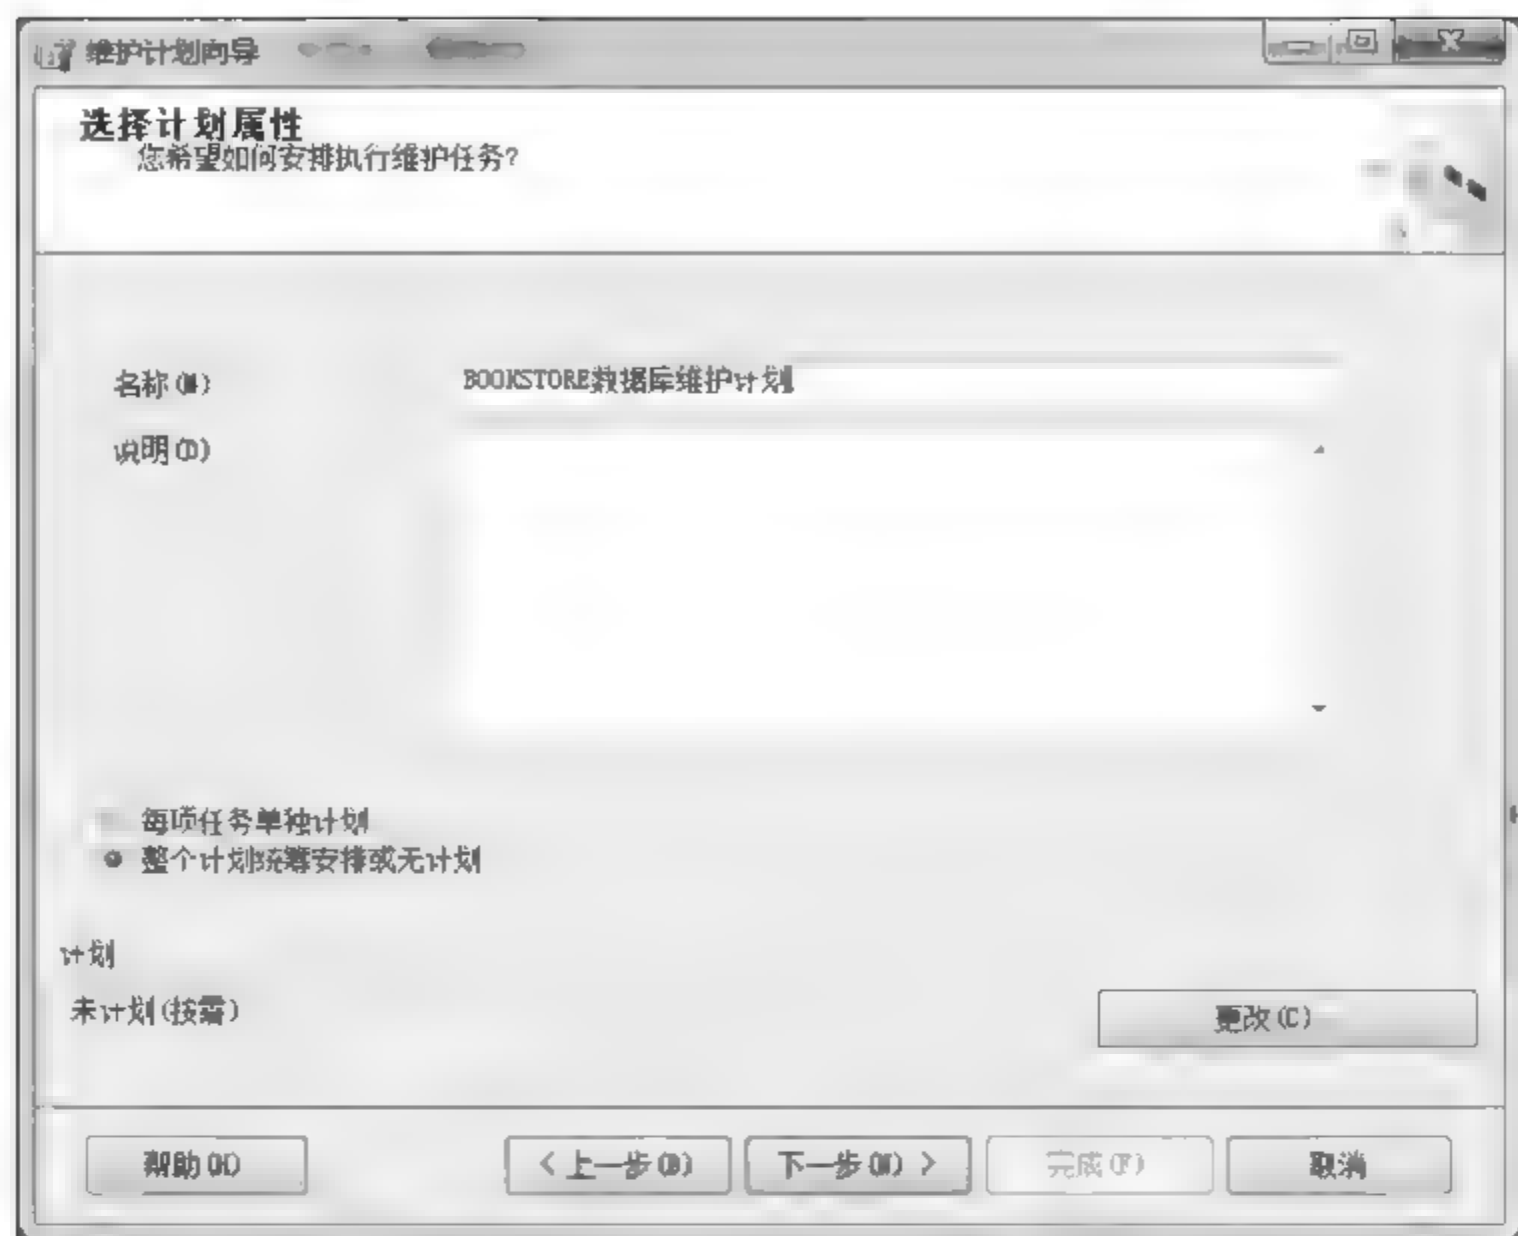 维护计划向导
选择计划属性
您希望如何安排执行维护任务?
名称(M)
BOOKSTORE数据库维护计划
说明(D)
每项任务单独计划
整个计划统筹安排或无计划
计划
未计划(按需)
更改(C)
帮助(H)
< 上一步(B)
下一步(N) >
完成(F)
取消